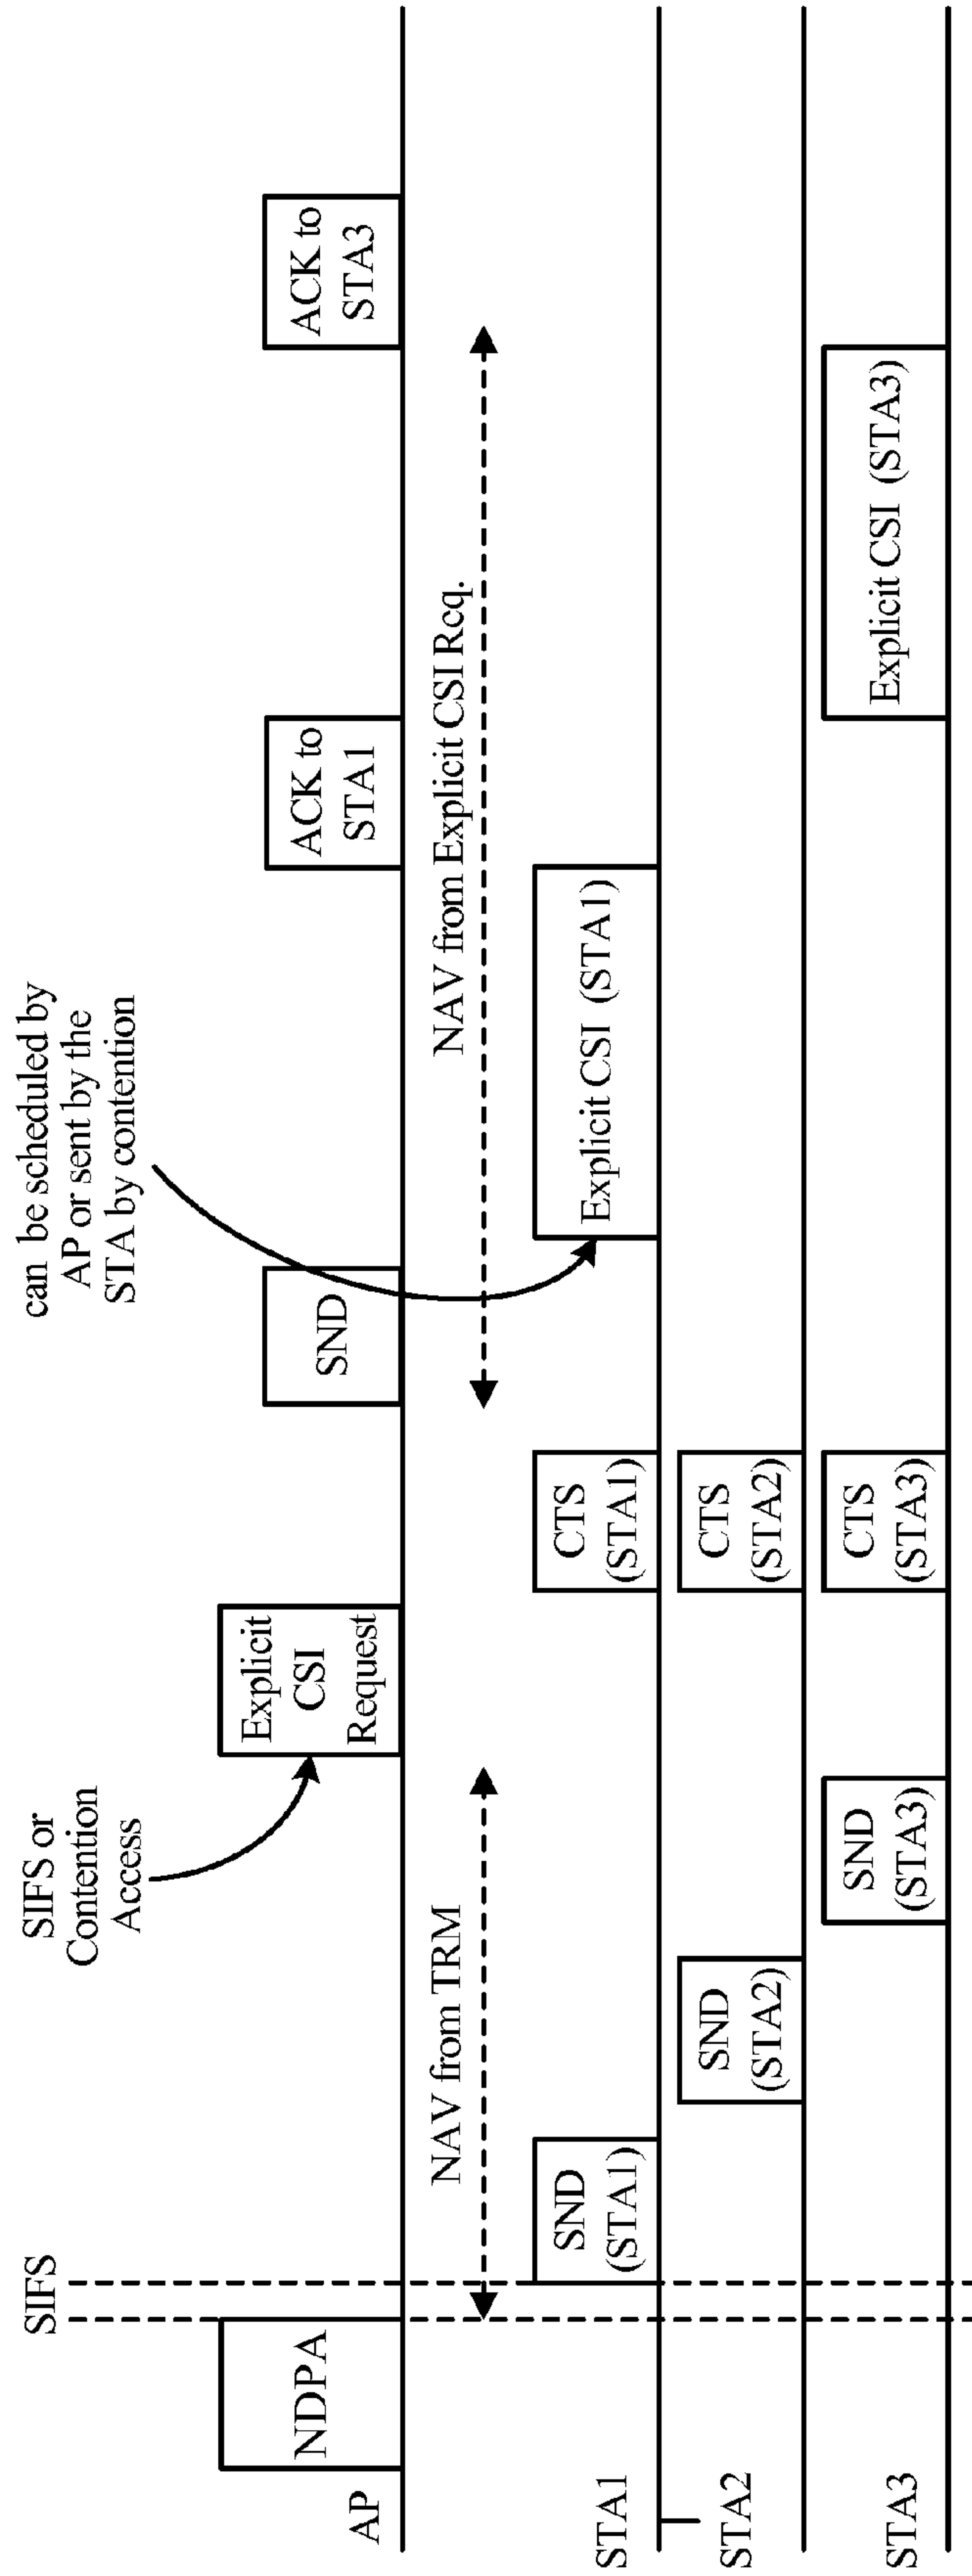 SIFS
SIFS or
Contention
Access
can be scheduled by
AP or sent by the
STA by contention
AP
NDPA
Explicit
CSI
Request
SND
ACK to
STA1
ACK to
STA3
NAV from TRM
NAV from Explicit CSI Rcq.
STA1
SND
(STA1)
CTS
(STA1)
Explicit CSI (STA1)
STA2
SND
(STA2)
CTS
(STA2)
STA3
SND
(STA3)
CTS
(STA3)
Explicit CSI (STA3)